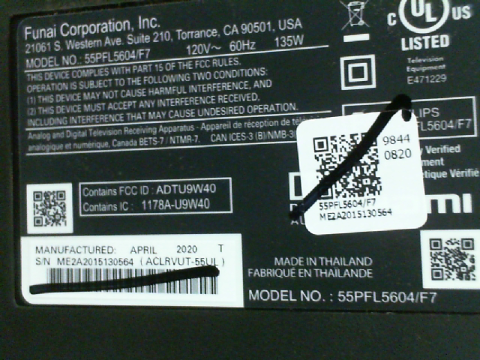 Funai Corporation, Inc.
21061 S. Western Ave. Suite 210, Torrance, CA 90501, USA
MODEL NO.: 55PFL5604/F7 120V~ 60Hz 135W
THIS DEVICE COMPLIES WITH PART 15 OF THE FCC RULES.
OPERATION IS SUBJECT TO THE FOLLOWING TWO CONDITIONS:
(1) THIS DEVICE MAY NOT CAUSE HARMFUL INTERFERENCE, AND
(2) THIS DEVICE MUST ACCEPT ANY INTERFERENCE RECEIVED,
INCLUDING INTERFERENCE THAT MAY CAUSE UNDESIRED OPERATION.
Analog and Digital Television Receiving Apparatus - Appareil de réception de
analogique et numérique, Canada BETS-7 / NTMR-7. CAN ICES-3 (B)/NMB-3
C UL US
LISTED
Television
Equipment
E471229
LIPS
FL5604/F7
9844
0820
55PFL5604/F7
ME2A2015130564
Verified
Contains FCC ID : ADTU9W40
Contains IC : 1178A-U9W40
MANUFACTURED: APRIL 2020 T
S/N ME2A2015130564 (ACLRVUT-55UL)
MADE IN THAILAND
FABRIQUÉ EN THAILANDE
MODEL NO. : 55PFL5604/F7